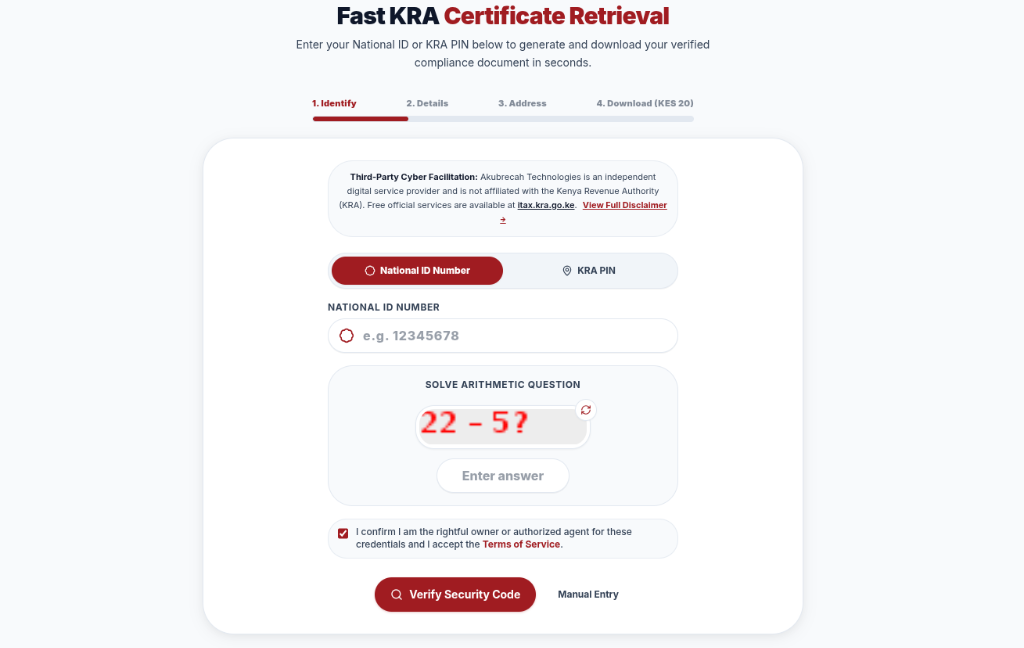 Fast KRA Certificate Retrieval
Enter your National ID or KRA PIN below to generate and download your verified
compliance document in seconds.
1. Identify
2. Details
3. Address
4. Download (KES 20)
Third-Party Cyber Facilitation: Akubrecah Technologies is an independent
digital service provider and is not affiliated with the Kenya Revenue Authority
(KRA). Free official services are available at itax.kra.go.ke. View Full Disclaimer
→
National ID Number
KRA PIN
NATIONAL ID NUMBER
e.g. 12345678
SOLVE ARITHMETIC QUESTION
22 - 5?
Enter answer
I confirm I am the rightful owner or authorized agent for these
credentials and I accept the Terms of Service.
Verify Security Code
Manual Entry